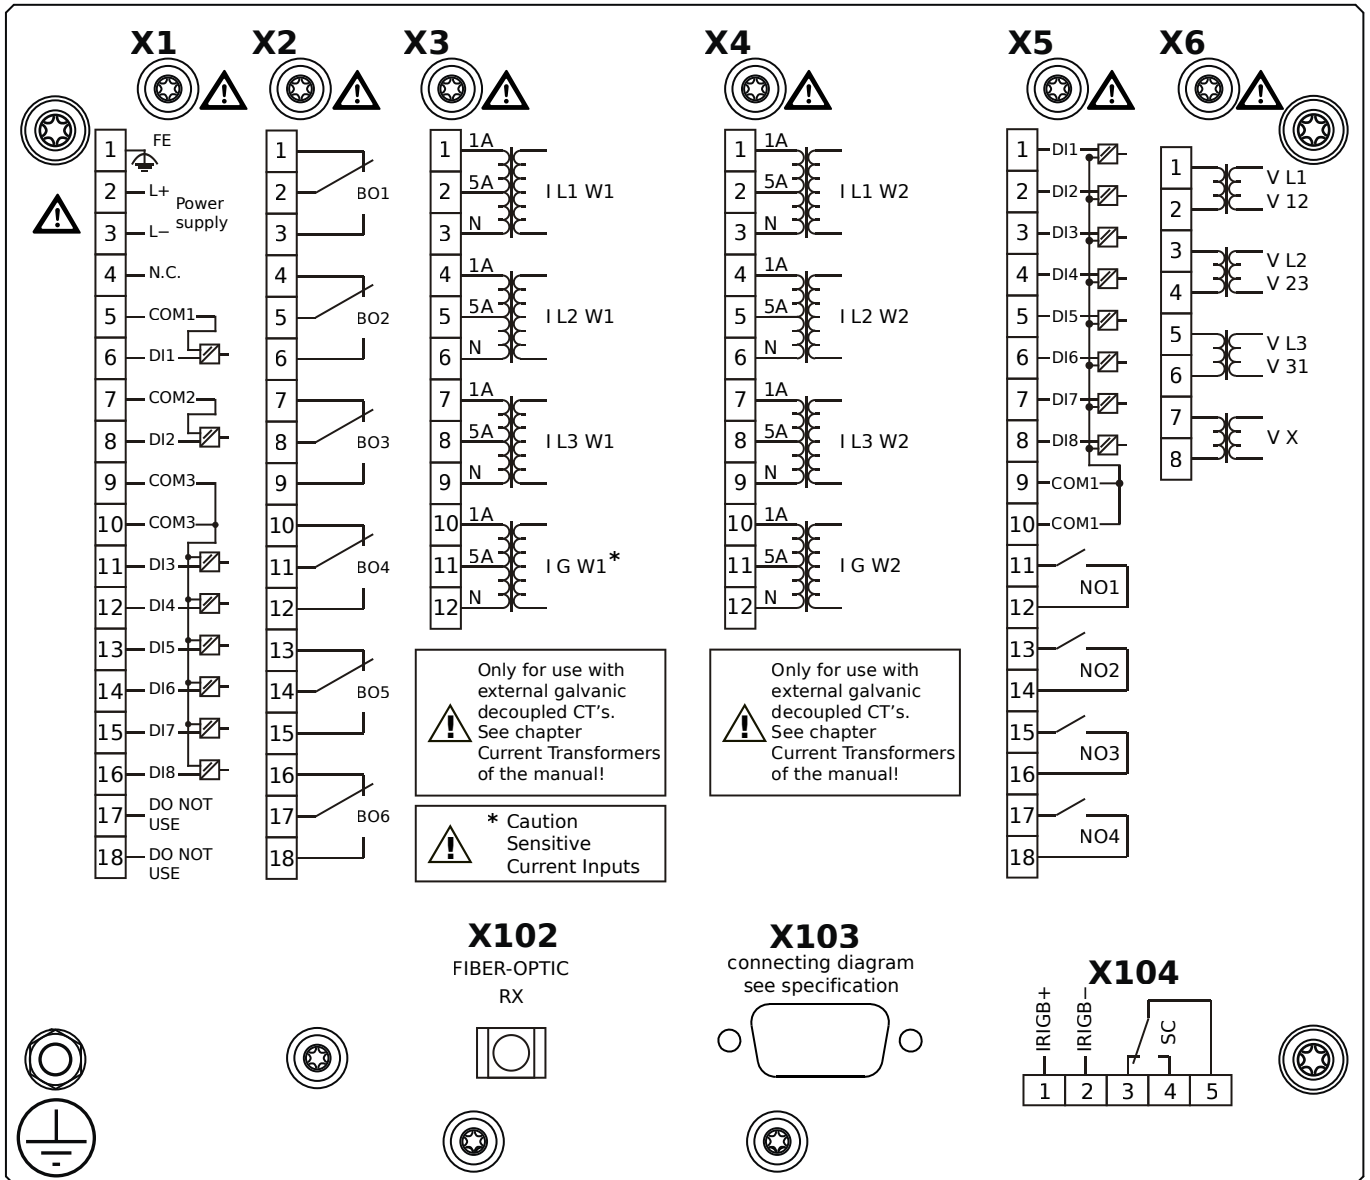 X1
X2
X3
X4
X5
X6
1 FE
2 L+
Power
supply
3 L−
4 N.C.
5 COM1
6 DI1
7 COM2
8 DI2
9 COM3
10 COM3
11 DI3
12 DI4
13 DI5
14 DI6
15 DI7
16 DI8
17 DO NOT
USE
18 DO NOT
USE
1
2 BO1
3
4
5 BO2
6
7
8 BO3
9
10
11 BO4
12
13
14 BO5
15
16
17 BO6
18
1 1A
2 5A I L1 W1
3 N
4 1A
5 5A I L2 W1
6 N
7 1A
8 5A I L3 W1
9 N
10 1A
11 5A I G W1*
12 N
Only for use with
external galvanic
decoupled CT's.
See chapter
Current Transformers
of the manual!
* Caution
Sensitive
Current Inputs
1 1A
2 5A I L1 W2
3 N
4 1A
5 5A I L2 W2
6 N
7 1A
8 5A I L3 W2
9 N
10 1A
11 5A I G W2
12 N
Only for use with
external galvanic
decoupled CT's.
See chapter
Current Transformers
of the manual!
1 DI1
2 DI2
3 DI3
4 DI4
5 DI5
6 DI6
7 DI7
8 DI8
9 COM1
10 COM1
11
NO1
12
13
NO2
14
15
NO3
16
17
NO4
18
1 V L1
2 V 12
3 V L2
4 V 23
5 V L3
6 V 31
7
V X
8
X102
FIBER-OPTIC
RX
X103
connecting diagram
see specification
X104
IRIGB+
IRIGB−
SC
1 2 3 4 5